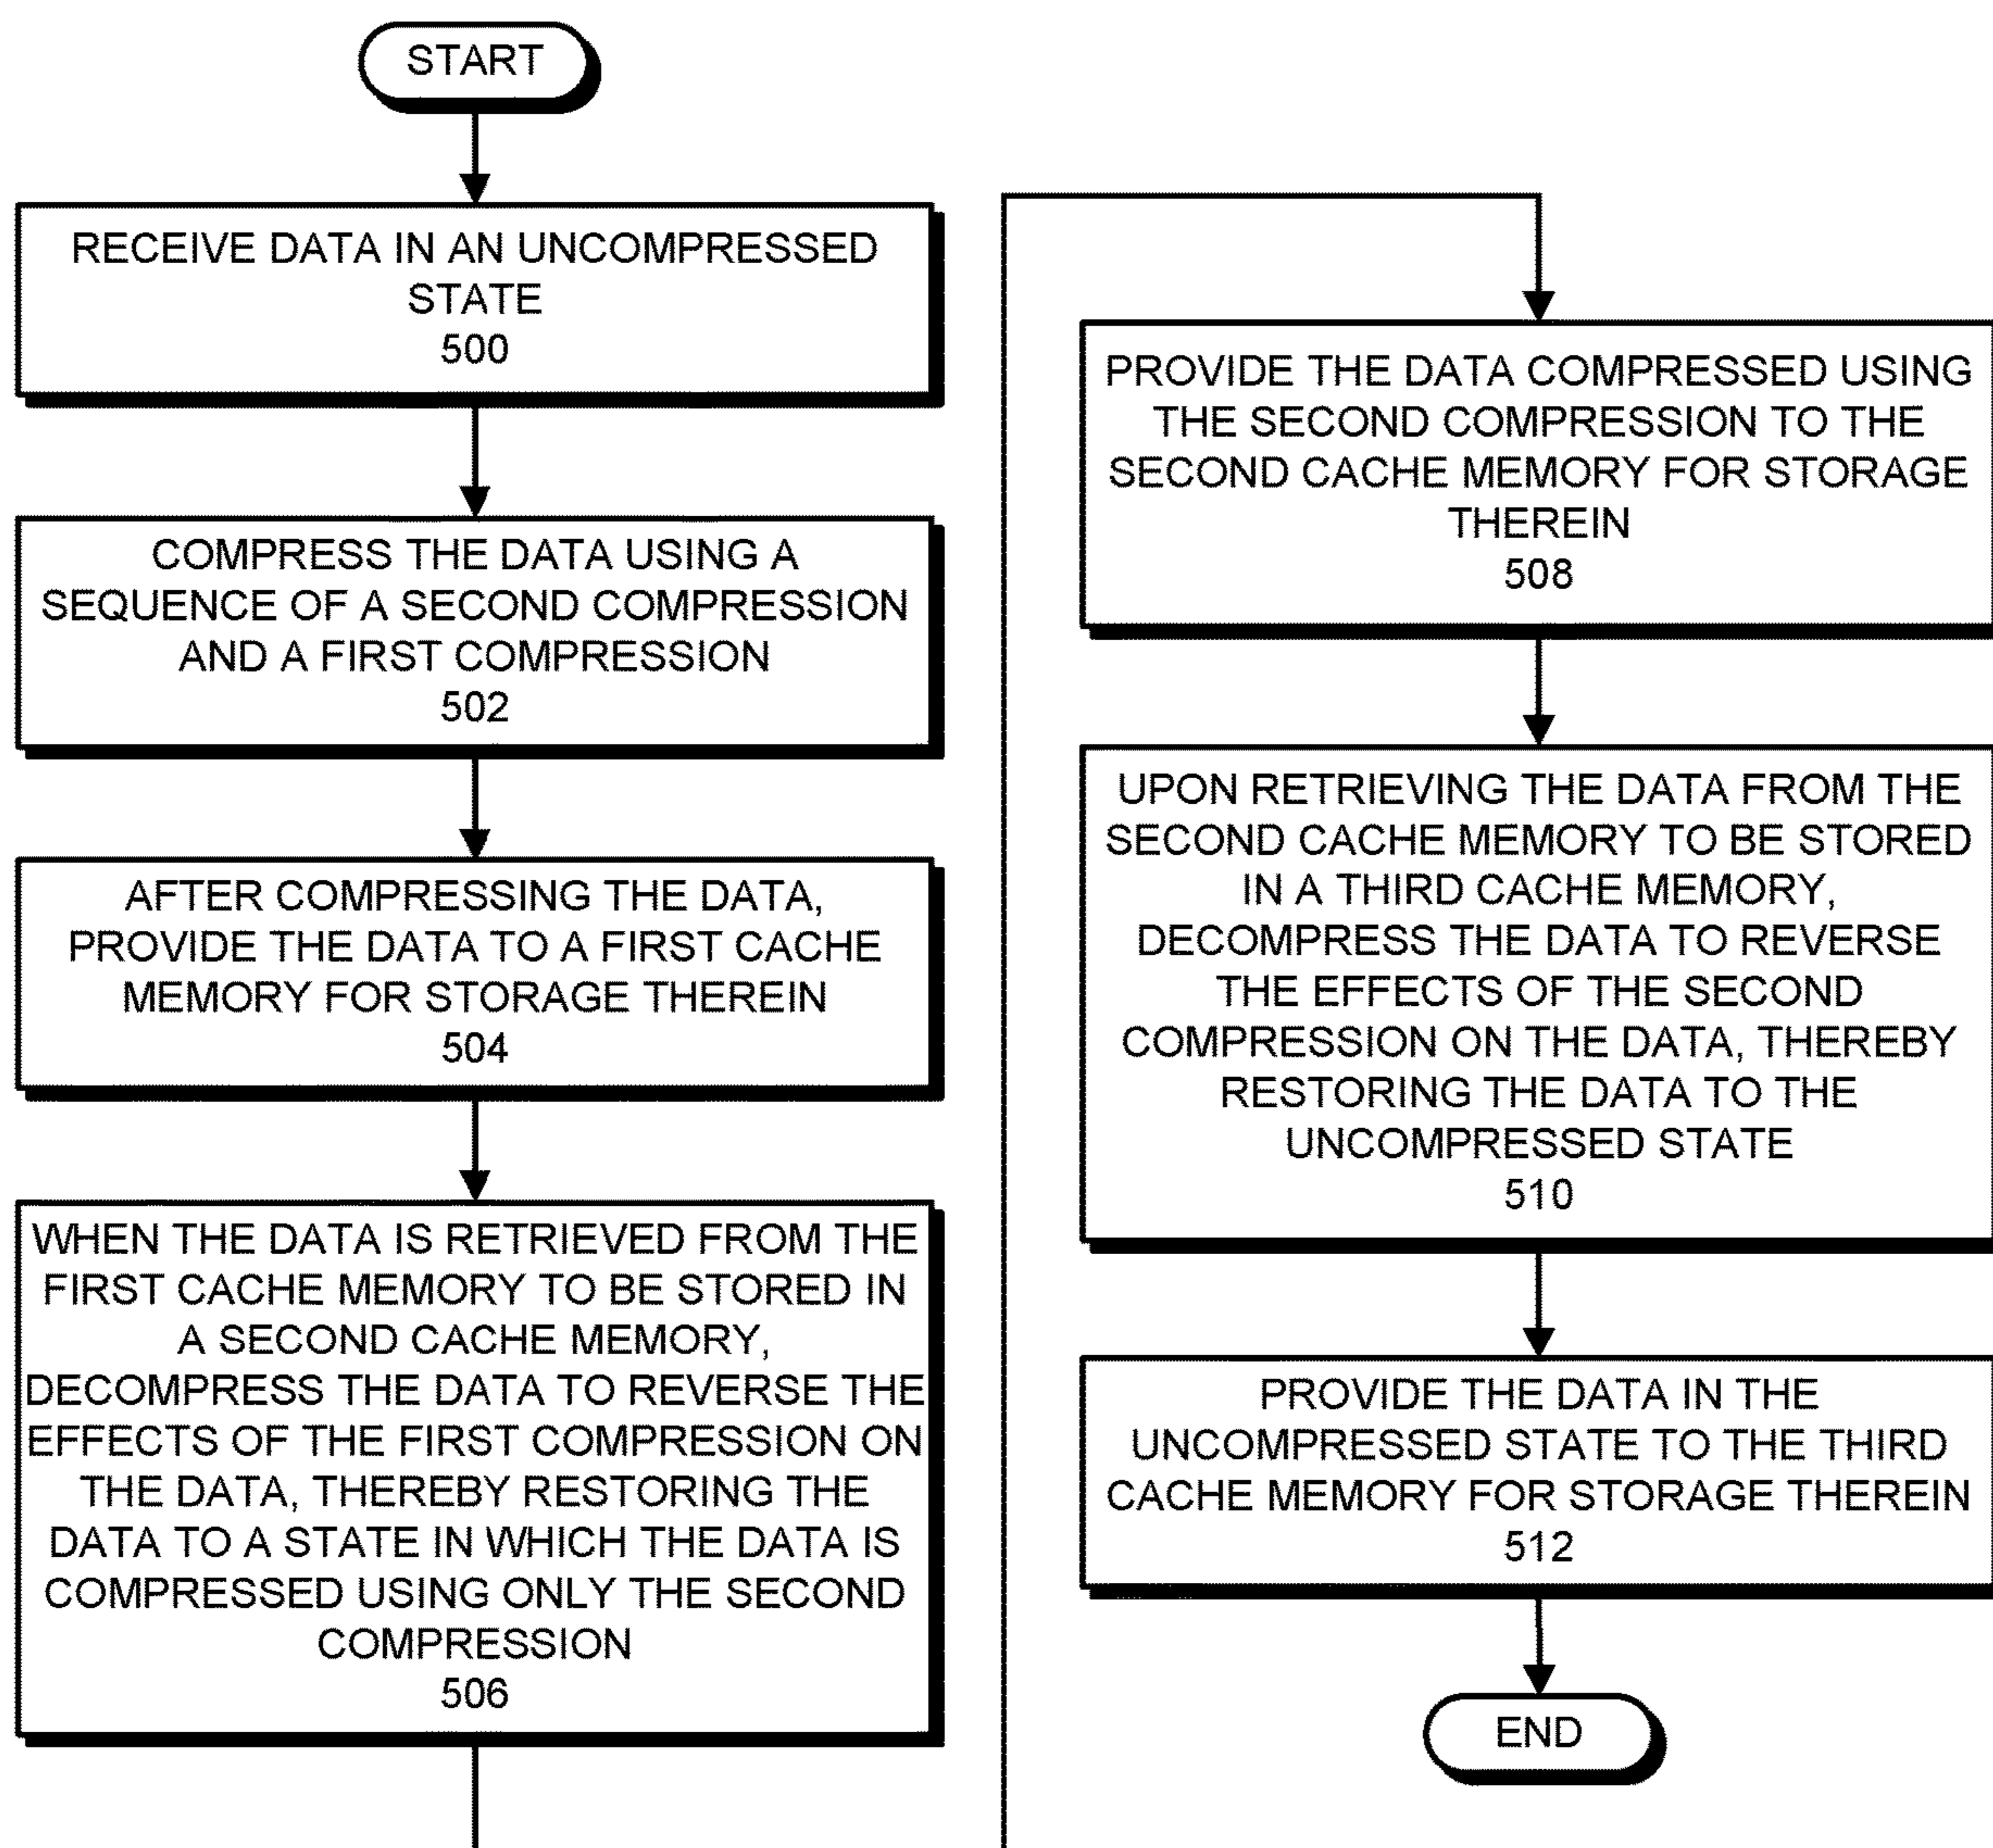 START
RECEIVE DATA IN AN UNCOMPRESSED
STATE
500
COMPRESS THE DATA USING A
SEQUENCE OF A SECOND COMPRESSION
AND A FIRST COMPRESSION
502
AFTER COMPRESSING THE DATA,
PROVIDE THE DATA TO A FIRST CACHE
MEMORY FOR STORAGE THEREIN
504
WHEN THE DATA IS RETRIEVED FROM THE
FIRST CACHE MEMORY TO BE STORED IN
A SECOND CACHE MEMORY,
DECOMPRESS THE DATA TO REVERSE THE
EFFECTS OF THE FIRST COMPRESSION ON
THE DATA, THEREBY RESTORING THE
DATA TO A STATE IN WHICH THE DATA IS
COMPRESSED USING ONLY THE SECOND
COMPRESSION
506
PROVIDE THE DATA COMPRESSED USING
THE SECOND COMPRESSION TO THE
SECOND CACHE MEMORY FOR STORAGE
THEREIN
508
UPON RETRIEVING THE DATA FROM THE
SECOND CACHE MEMORY TO BE STORED
IN A THIRD CACHE MEMORY,
DECOMPRESS THE DATA TO REVERSE
THE EFFECTS OF THE SECOND
COMPRESSION ON THE DATA, THEREBY
RESTORING THE DATA TO THE
UNCOMPRESSED STATE
510
PROVIDE THE DATA IN THE
UNCOMPRESSED STATE TO THE THIRD
CACHE MEMORY FOR STORAGE THEREIN
512
END